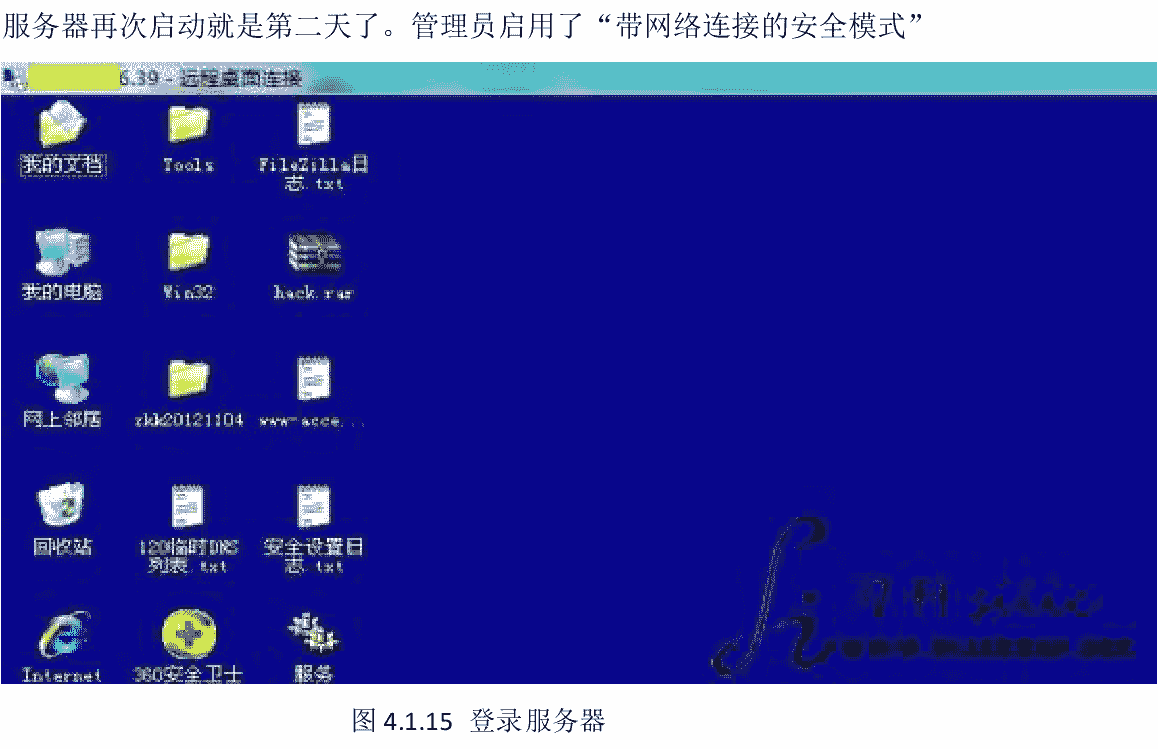 服务器再次启动就是第二天了。管理员启用了“带网络连接的安全模式”
6.39 - 远程桌面连接
我的文档
Tools
FileZilla日
志.txt
我的电脑
Win32
hack.rar
网上邻居
zkk20121104
www-acce...
回收站
120临时DNS
列表.txt
安全设置日
志.txt
Internet
360安全卫士
服务
图 4.1.15 登录服务器